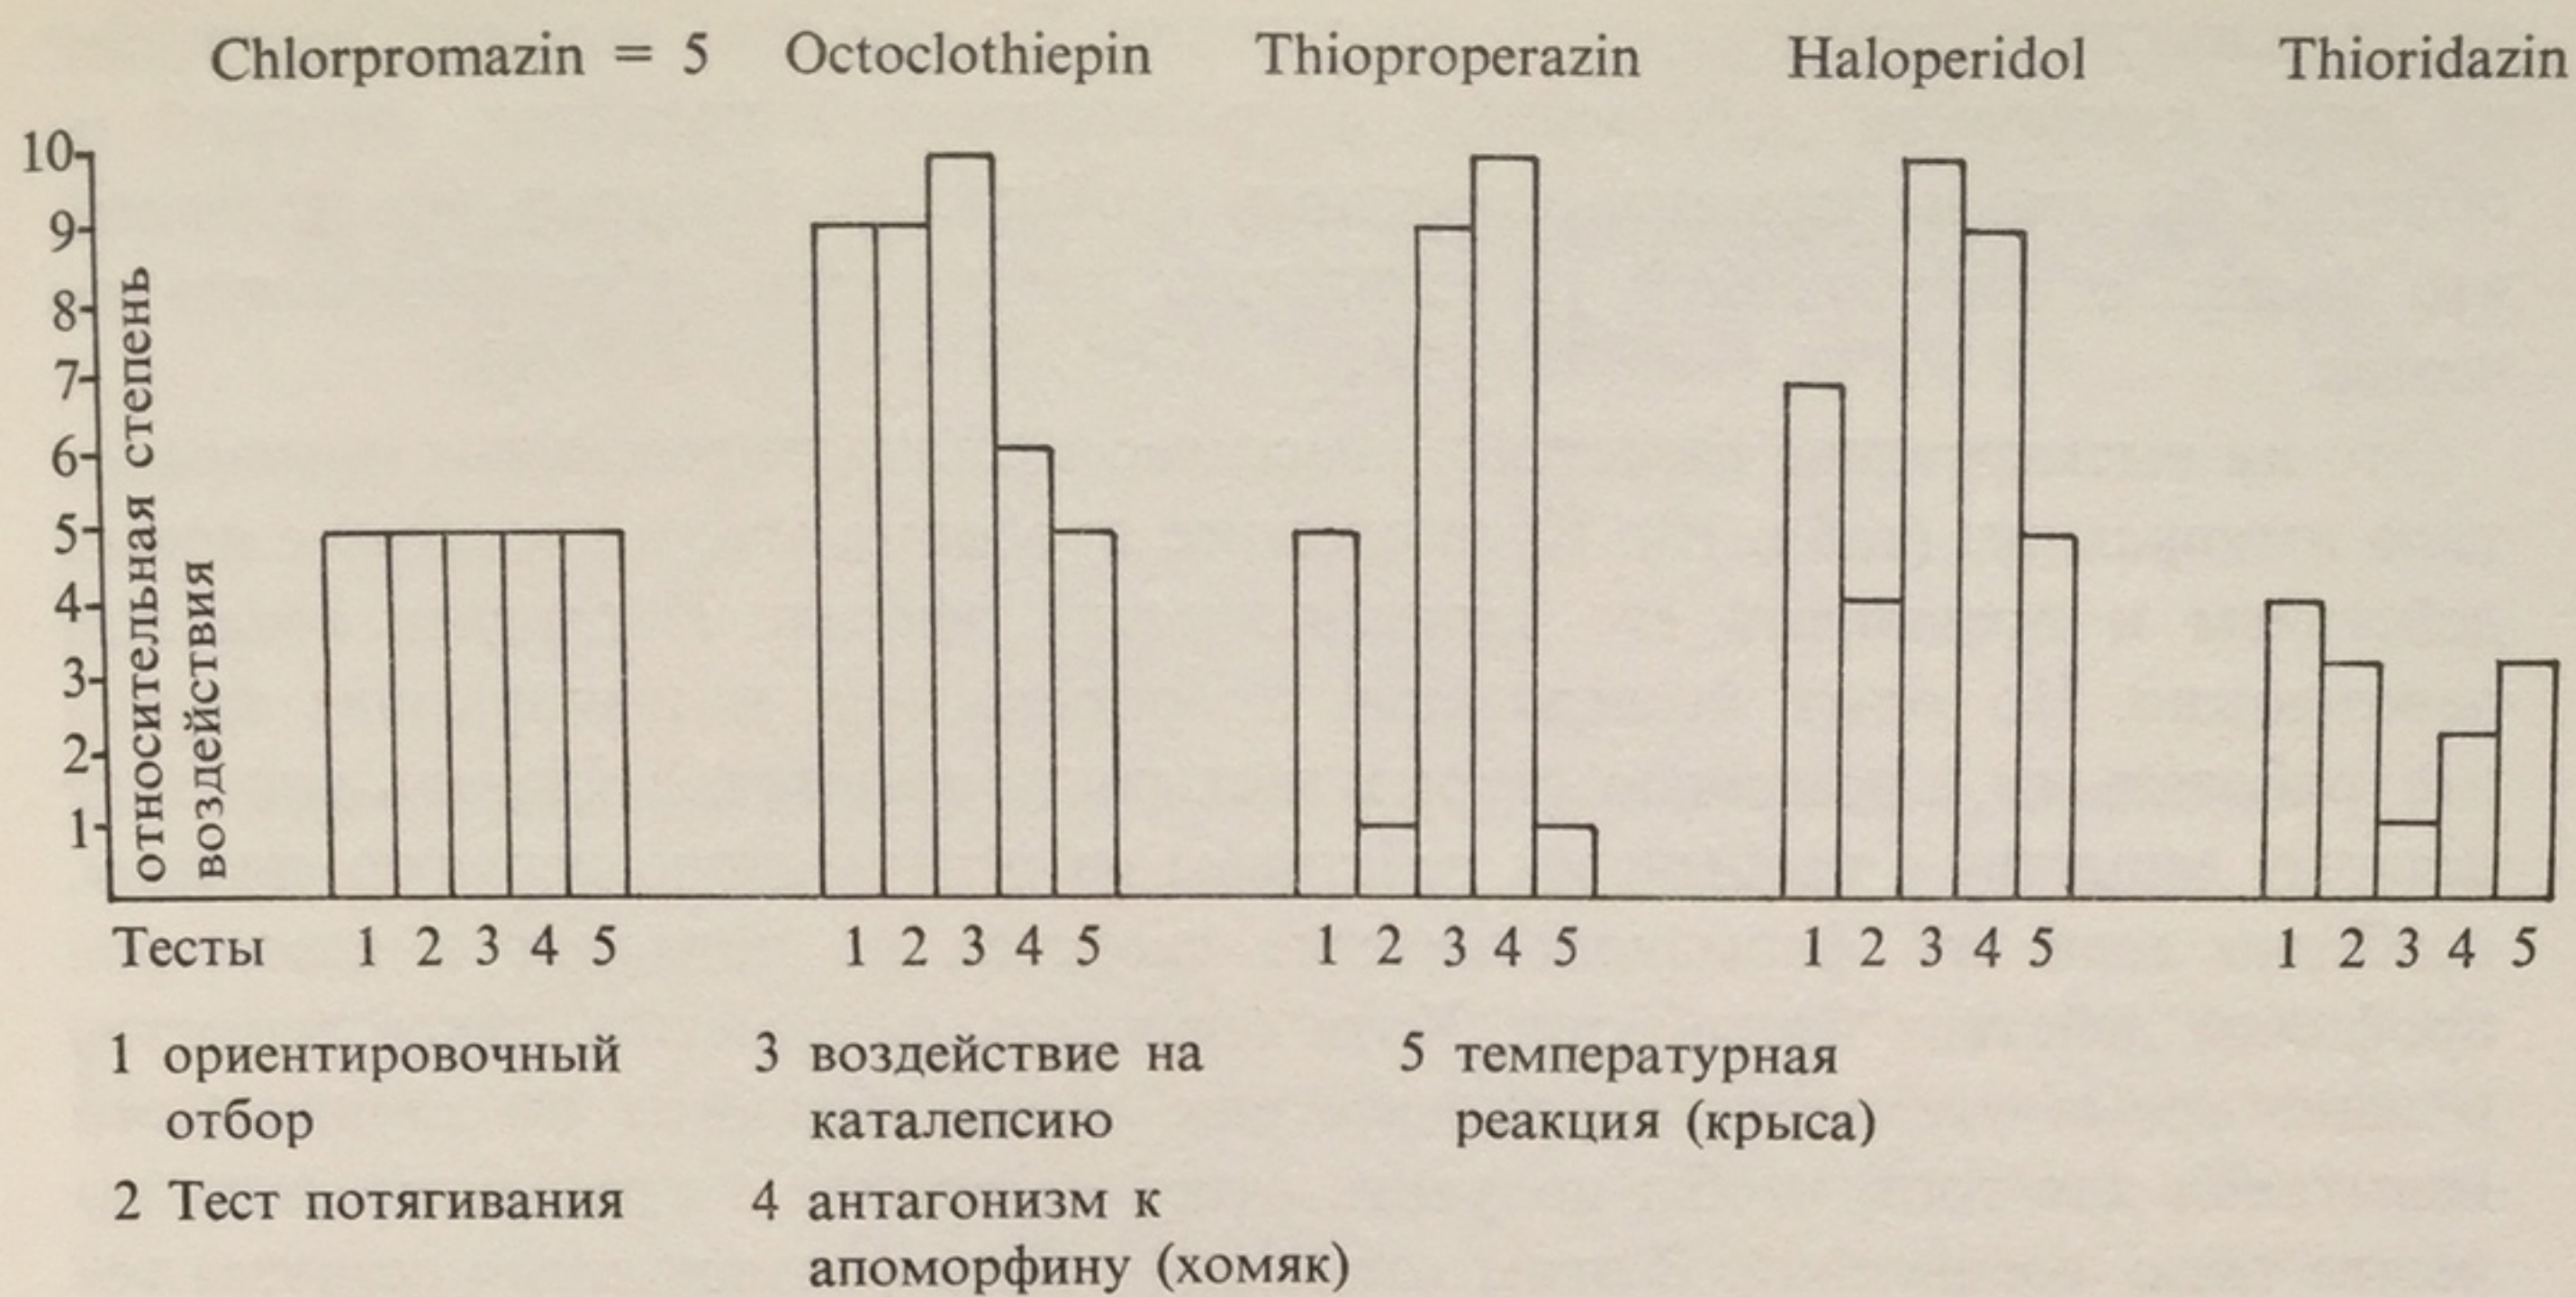 Chlorpromazin = 5 Octoclothiepin Thioproperazin Haloperidol Thioridazin
10
9
8
7
6
5
4
3
2
1
относительная степень
воздействия
Тесты 1 2 3 4 5 1 2 3 4 5 1 2 3 4 5 1 2 3 4 5 1 2 3 4 5
1 ориентировочный
отбор
2 Тест потягивания
3 воздействие на
каталепсию
4 антагонизм к
апоморфину (хомяк)
5 температурная
реакция (крыса)